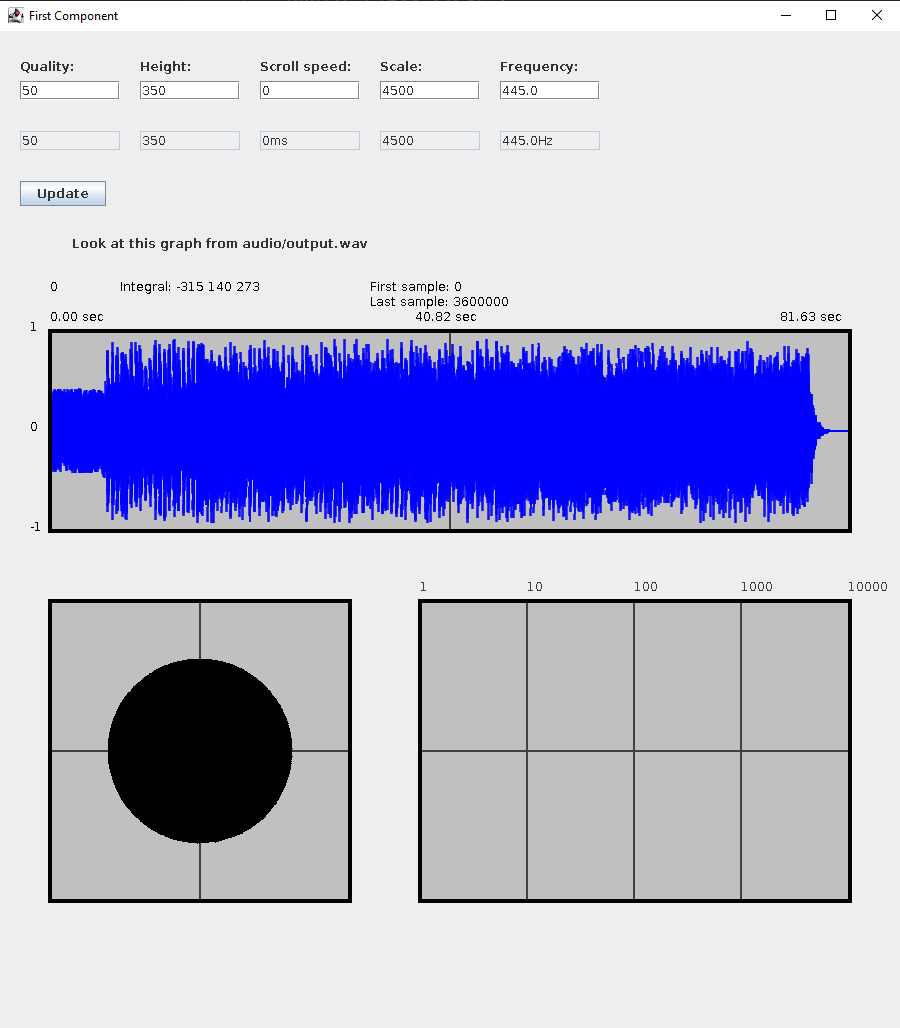 First Component
Quality: Height: Scroll speed: Scale: Frequency:
50 350 0 4500 445.0
50 350 0ms 4500 445.0Hz
Update
Look at this graph from audio/output.wav
0 Integral: -315 140 273 First sample: 0
Last sample: 3600000
0.00 sec 40.82 sec 81.63 sec
1
0
-1
1 10 100 1000 10000